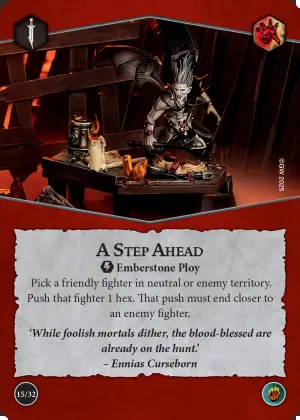 ©GW 2025
A Step Ahead
Emberstone Ploy
Pick a friendly fighter in neutral or enemy territory.
Push that fighter 1 hex. That push must end closer to
an enemy fighter.
‘While foolish mortals dither, the blood-blessed are
already on the hunt.’
– Ennias Curseborn
15/32